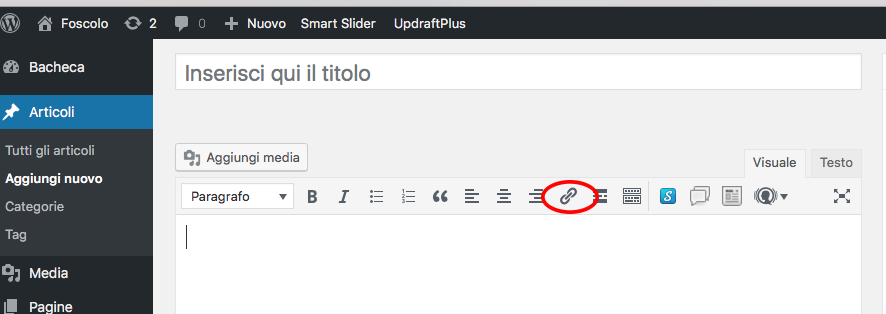 Foscolo 2 0 Nuovo Smart Slider UpdraftPlus
Bacheca
Articoli
Tutti gli articoli
Aggiungi nuovo
Categorie
Tag
Media
Pagine
Inserisci qui il titolo
Aggiungi media
Visuale Testo
Paragrafo B I